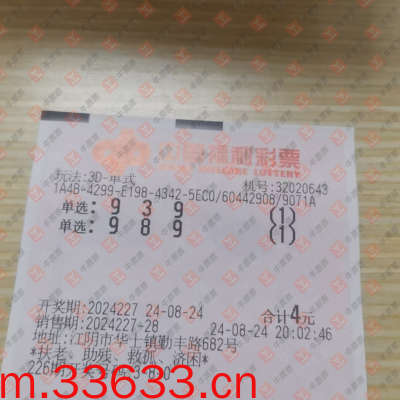 中国福利彩票
CHINA WELFARE LOTTERY
玩法:3D-单式
机号:32020643
1A4B-4299-E198-4342-5EC0/60442908/9071A
单选: 9 3 9 (1)
单选: 9 8 9 (1)
开奖期:2024227 24-08-24 合计4元
销售期:2024227-28 24-08-24 20:02:46
地址:江阴市华士镇勤丰路682号
*扶老、助残、救孤、济困*
m.33633.cn